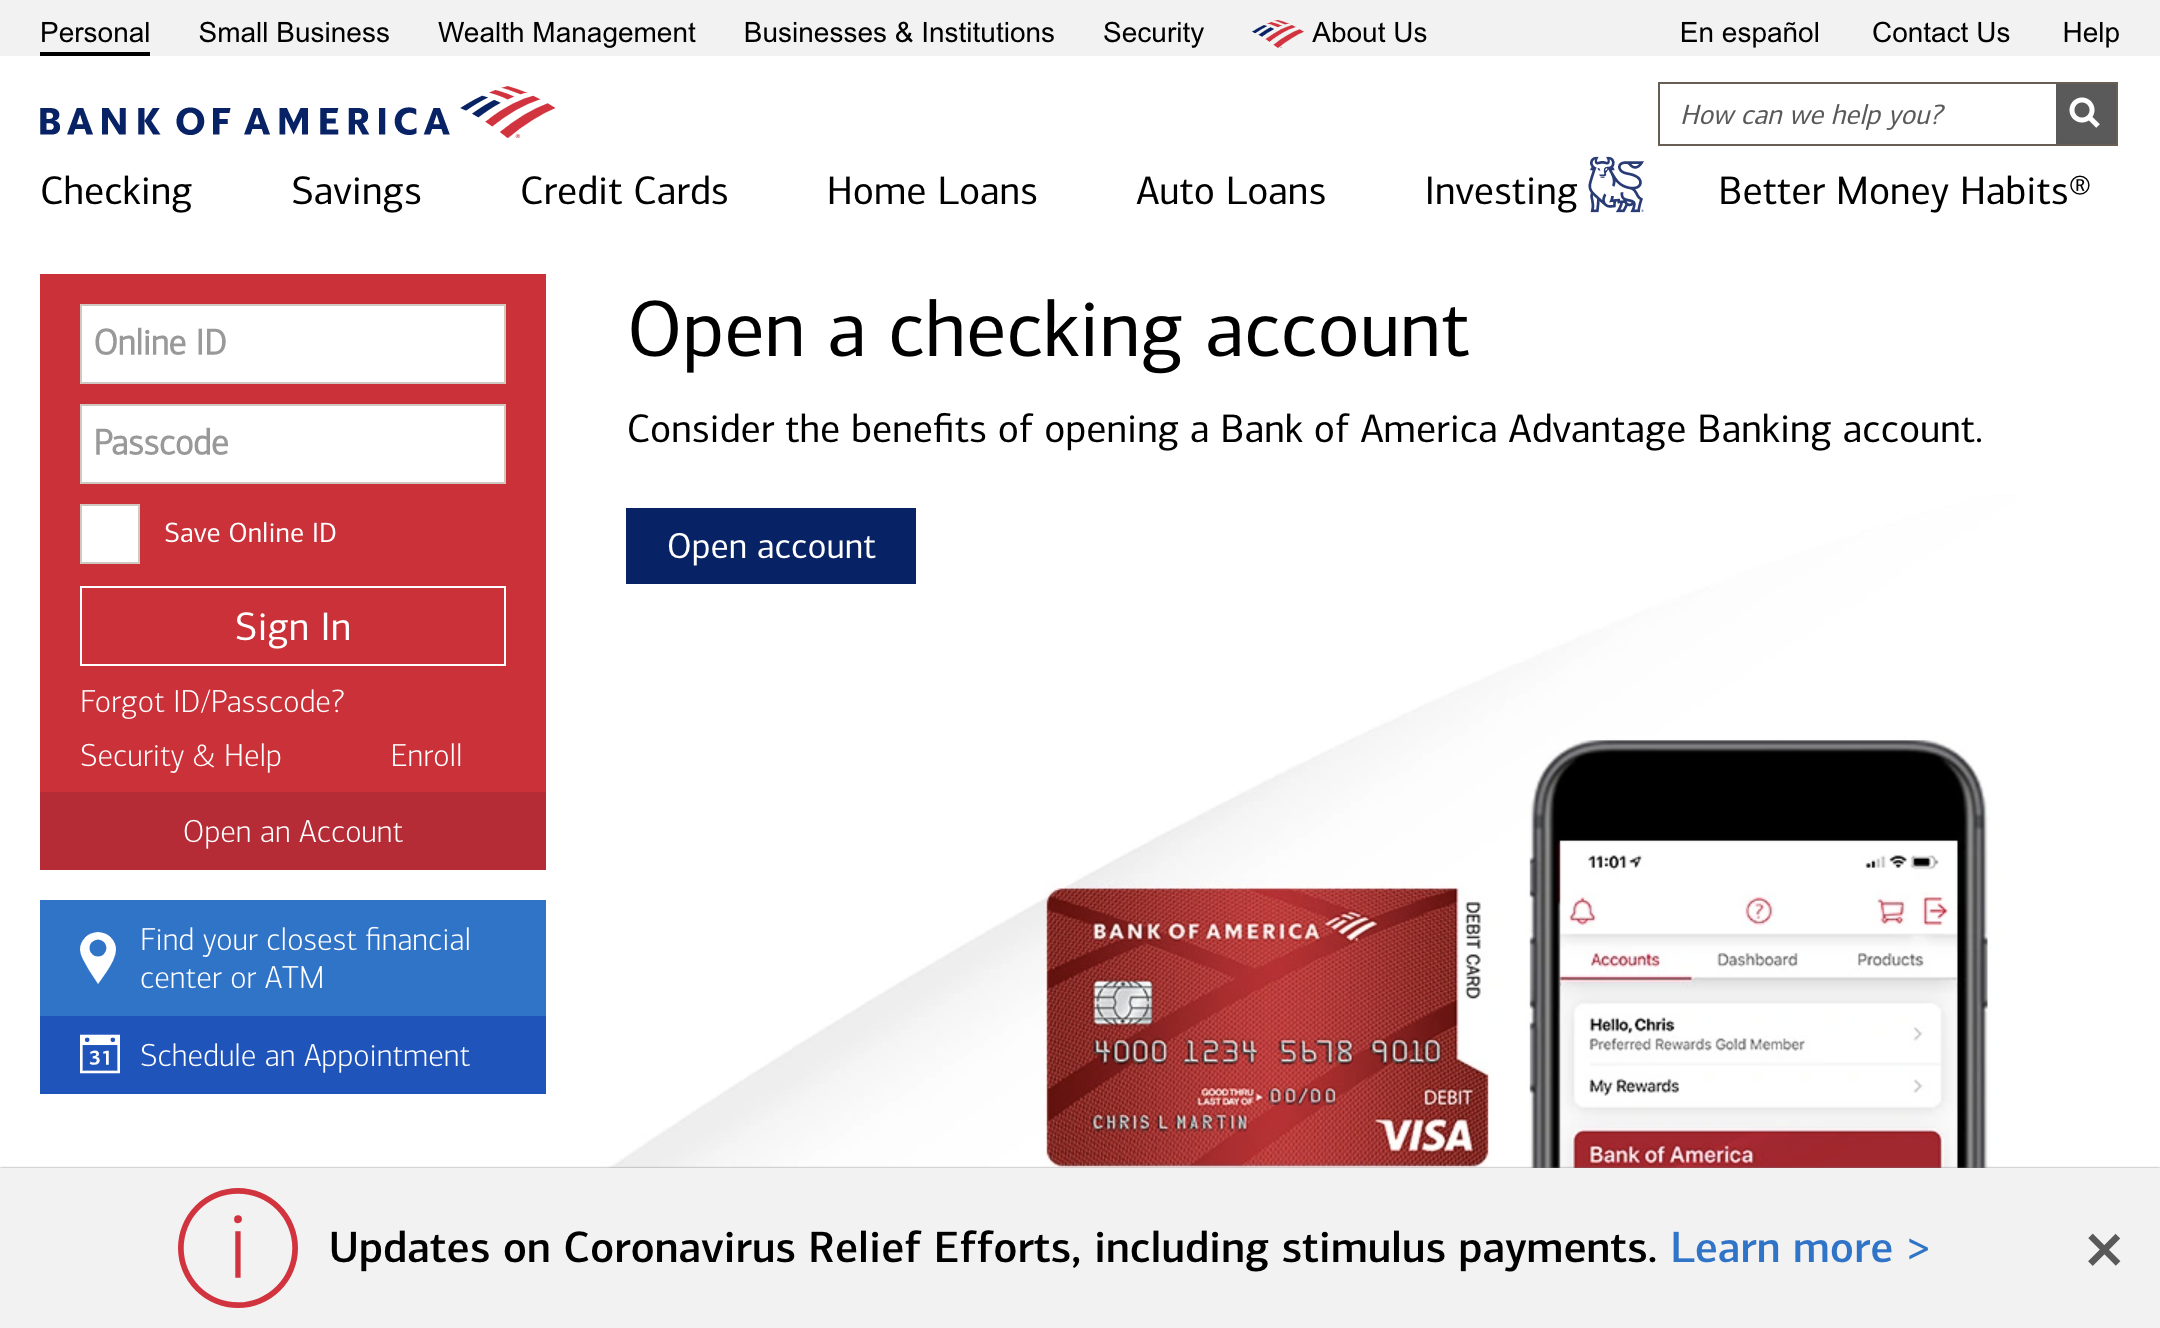 Personal Small Business Wealth Management Businesses & Institutions Security About Us En español Contact Us Help
BANK OF AMERICA
How can we help you?
Checking Savings Credit Cards Home Loans Auto Loans Investing Better Money Habits®
Online ID
Passcode
Save Online ID
Sign In
Forgot ID/Passcode?
Security & Help Enroll
Open an Account
Find your closest financial
center or ATM
31 Schedule an Appointment
Open a checking account
Consider the benefits of opening a Bank of America Advantage Banking account.
Open account
BANK OF AMERICA
DEBIT CARD
4000 1234 5678 9010
GOOD THRU
LAST DAY OF 00/00
DEBIT
CHRIS L MARTIN
VISA
11:01
?
Accounts Dashboard Products
Hello, Chris
Preferred Rewards Gold Member
My Rewards
Bank of America
i Updates on Coronavirus Relief Efforts, including stimulus payments. Learn more >